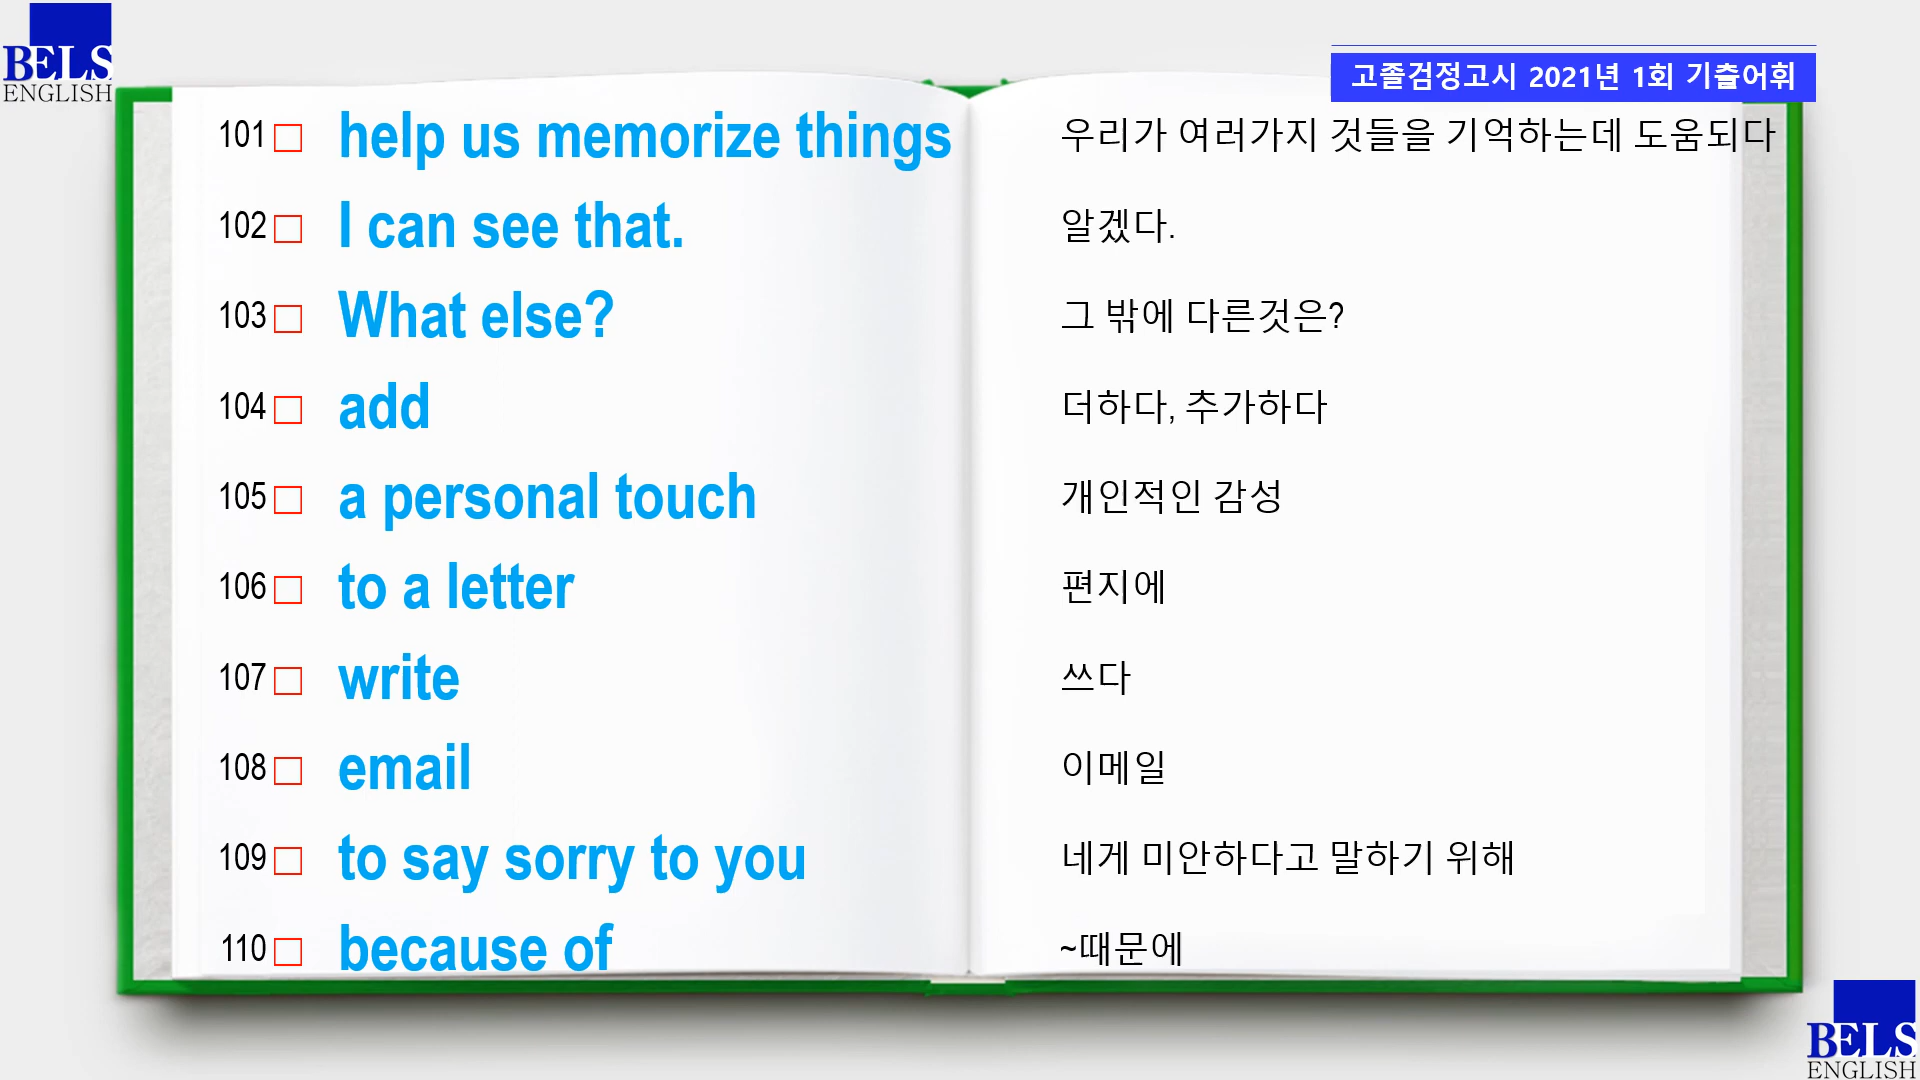 BELS
ENGLISH
고졸검정고시 2021년 1회 기출어휘
101 help us memorize things 우리가 여러가지 것들을 기억하는데 도움되다
102 I can see that. 알겠다.
103 What else? 그 밖에 다른것은?
104 add 더하다, 추가하다
105 a personal touch 개인적인 감성
106 to a letter 편지에
107 write 쓰다
108 email 이메일
109 to say sorry to you 네게 미안하다고 말하기 위해
110 because of ~때문에
BELS
ENGLISH